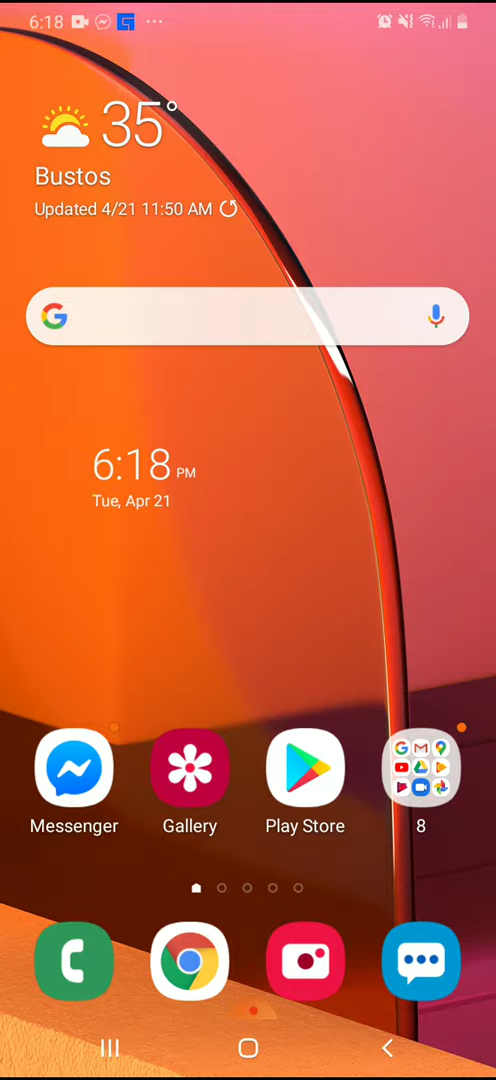 6:18
35°
Bustos
Updated 4/21 11:50 AM
6:18 PM
Tue, Apr 21
Messenger
Gallery
Play Store
8